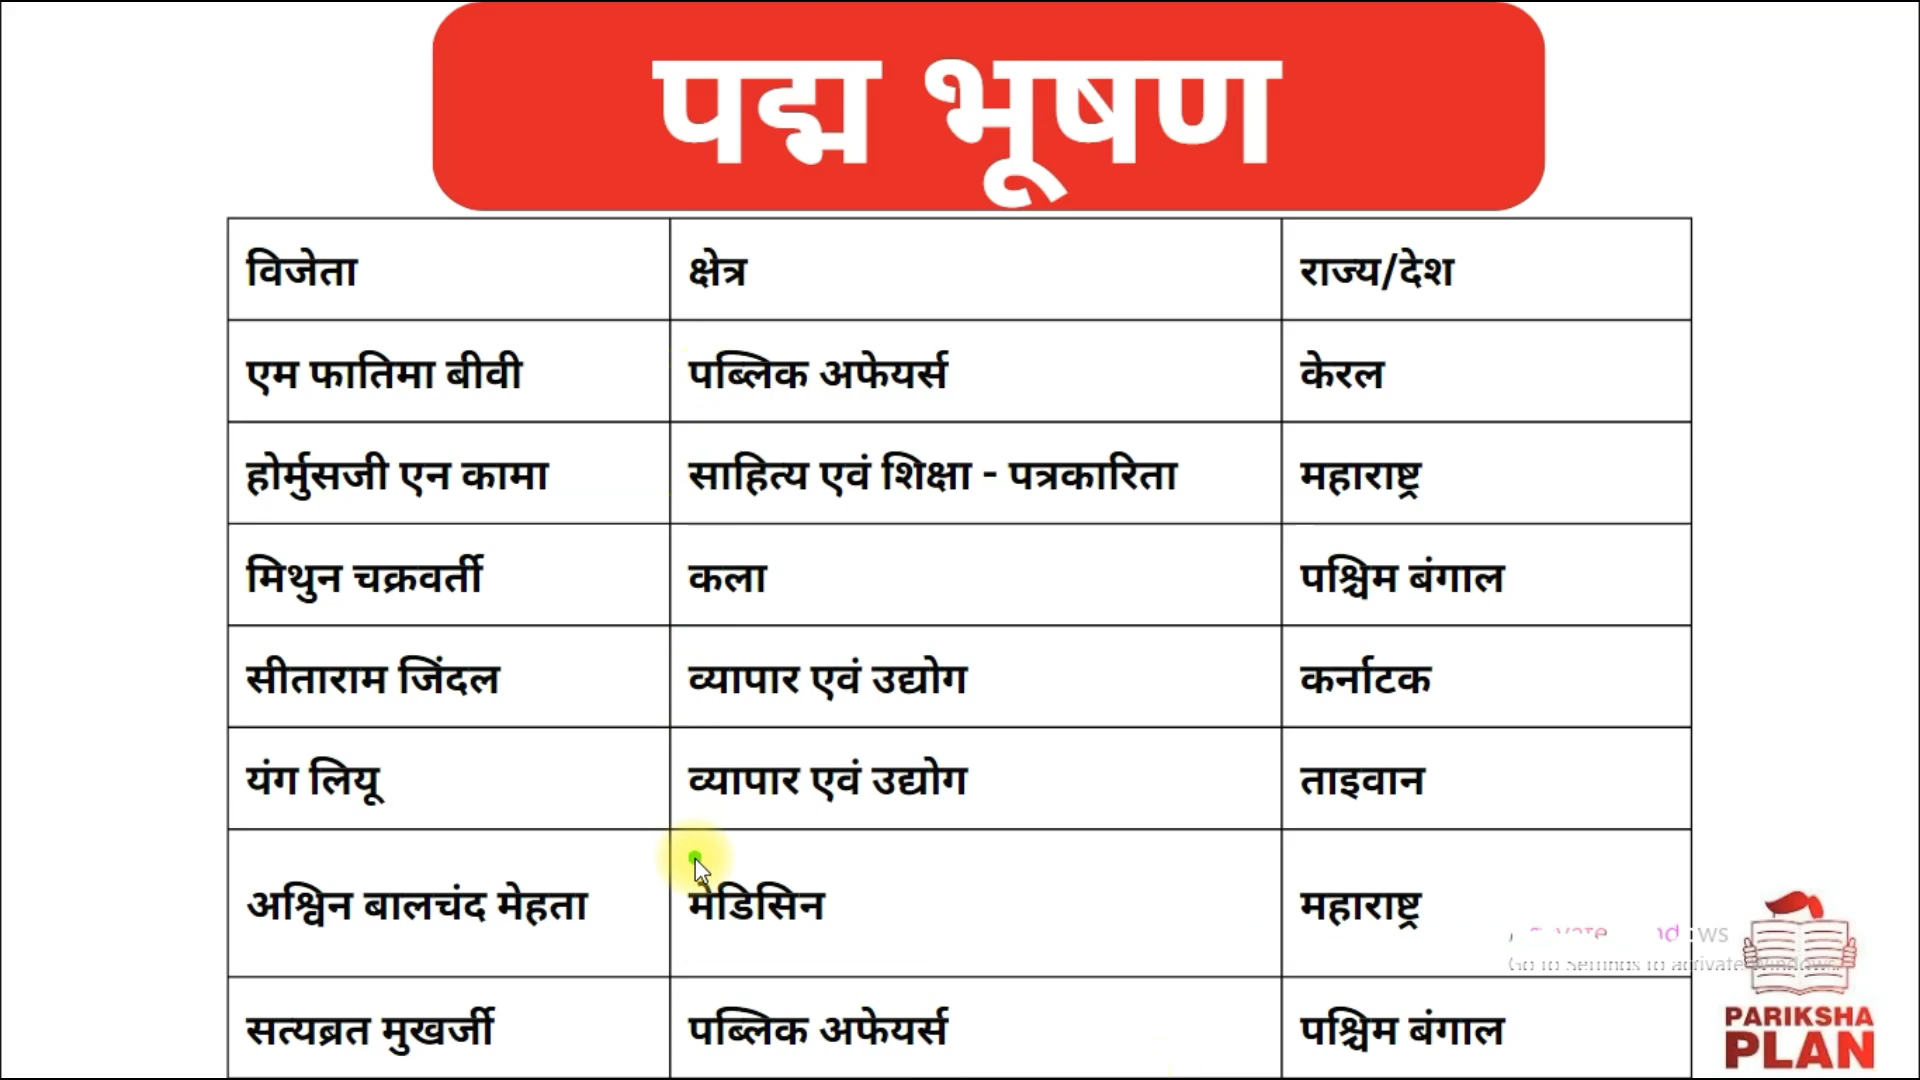 पद्म भूषण
विजेता क्षेत्र राज्य/देश
एम फातिमा बीवी पब्लिक अफेयर्स केरल
होर्मुसजी एन कामा साहित्य एवं शिक्षा - पत्रकारिता महाराष्ट्र
मिथुन चक्रवर्ती कला पश्चिम बंगाल
सीताराम जिंदल व्यापार एवं उद्योग कर्नाटक
यंग लियू व्यापार एवं उद्योग ताइवान
अश्विन बालचंद मेहता मेडिसिन महाराष्ट्र
सत्यब्रत मुखर्जी पब्लिक अफेयर्स पश्चिम बंगाल
PARIKSHA
PLAN